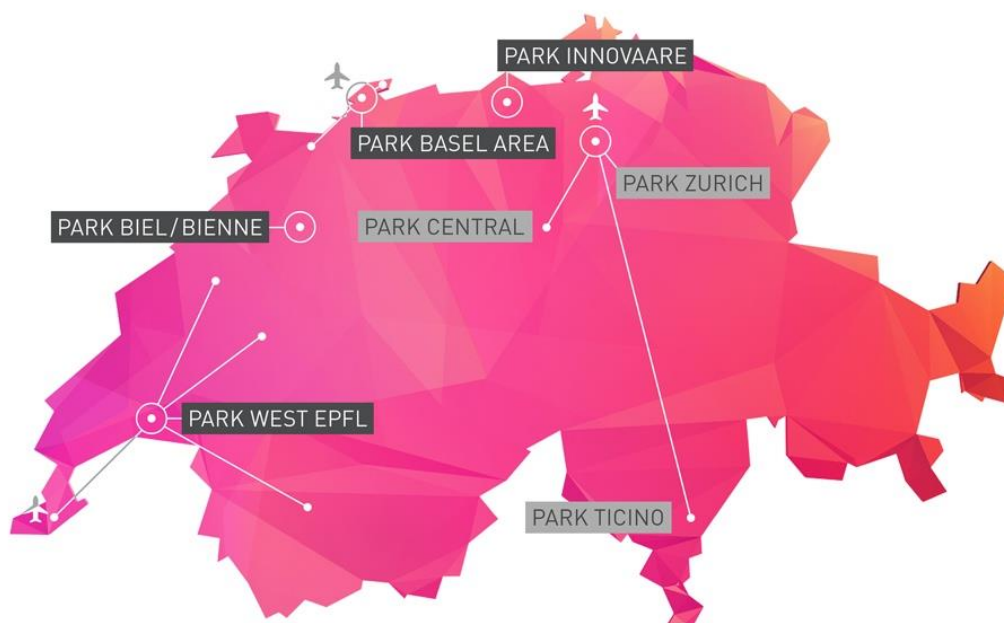 PARK INNOVAARE
PARK BASEL AREA
PARK ZURICH
PARK CENTRAL
PARK BIEL/BIENNE
PARK WEST EPFL
PARK TICINO